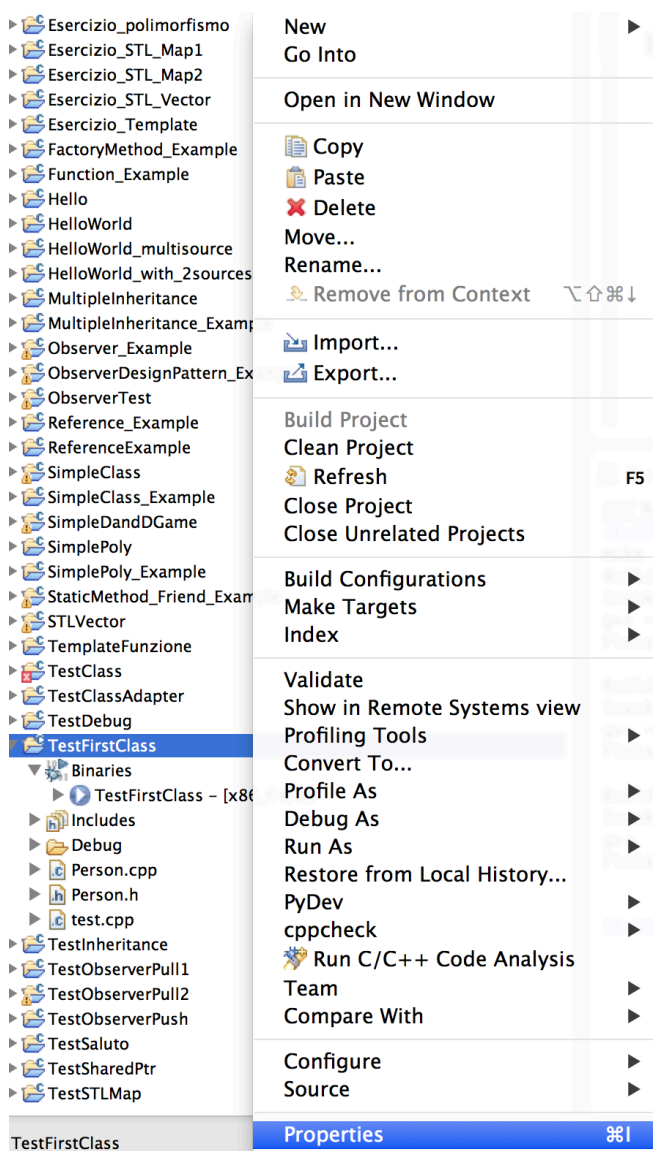 Esercizio_polimorfismo
Esercizio_STL_Map1
Esercizio_STL_Map2
Esercizio_STL_Vector
Esercizio_Template
FactoryMethod_Example
Function_Example
Hello
HelloWorld
HelloWorld_multisource
HelloWorld_with_2sources
MultipleInheritance
MultipleInheritance_Examp
Observer_Example
ObserverDesignPattern_Ex
ObserverTest
Reference_Example
ReferenceExample
SimpleClass
SimpleClass_Example
SimpleDandDGame
SimplePoly
SimplePoly_Example
StaticMethod_Friend_Exam
STLVector
TemplateFunzione
TestClass
TestClassAdapter
TestDebug
TestFirstClass
Binaries
TestFirstClass - [x86
Includes
Debug
Person.cpp
Person.h
test.cpp
TestInheritance
TestObserverPull1
TestObserverPull2
TestObserverPush
TestSaluto
TestSharedPtr
TestSTLMap
TestFirstClass
New
Go Into
Open in New Window
Copy
Paste
Delete
Move...
Rename...
Remove from Context ⌥⇧⌘↓
Import...
Export...
Build Project
Clean Project
Refresh F5
Close Project
Close Unrelated Projects
Build Configurations
Make Targets
Index
Validate
Show in Remote Systems view
Profiling Tools
Convert To...
Profile As
Debug As
Run As
Restore from Local History...
PyDev
cppcheck
Run C/C++ Code Analysis
Team
Compare With
Configure
Source
Properties ⌘I